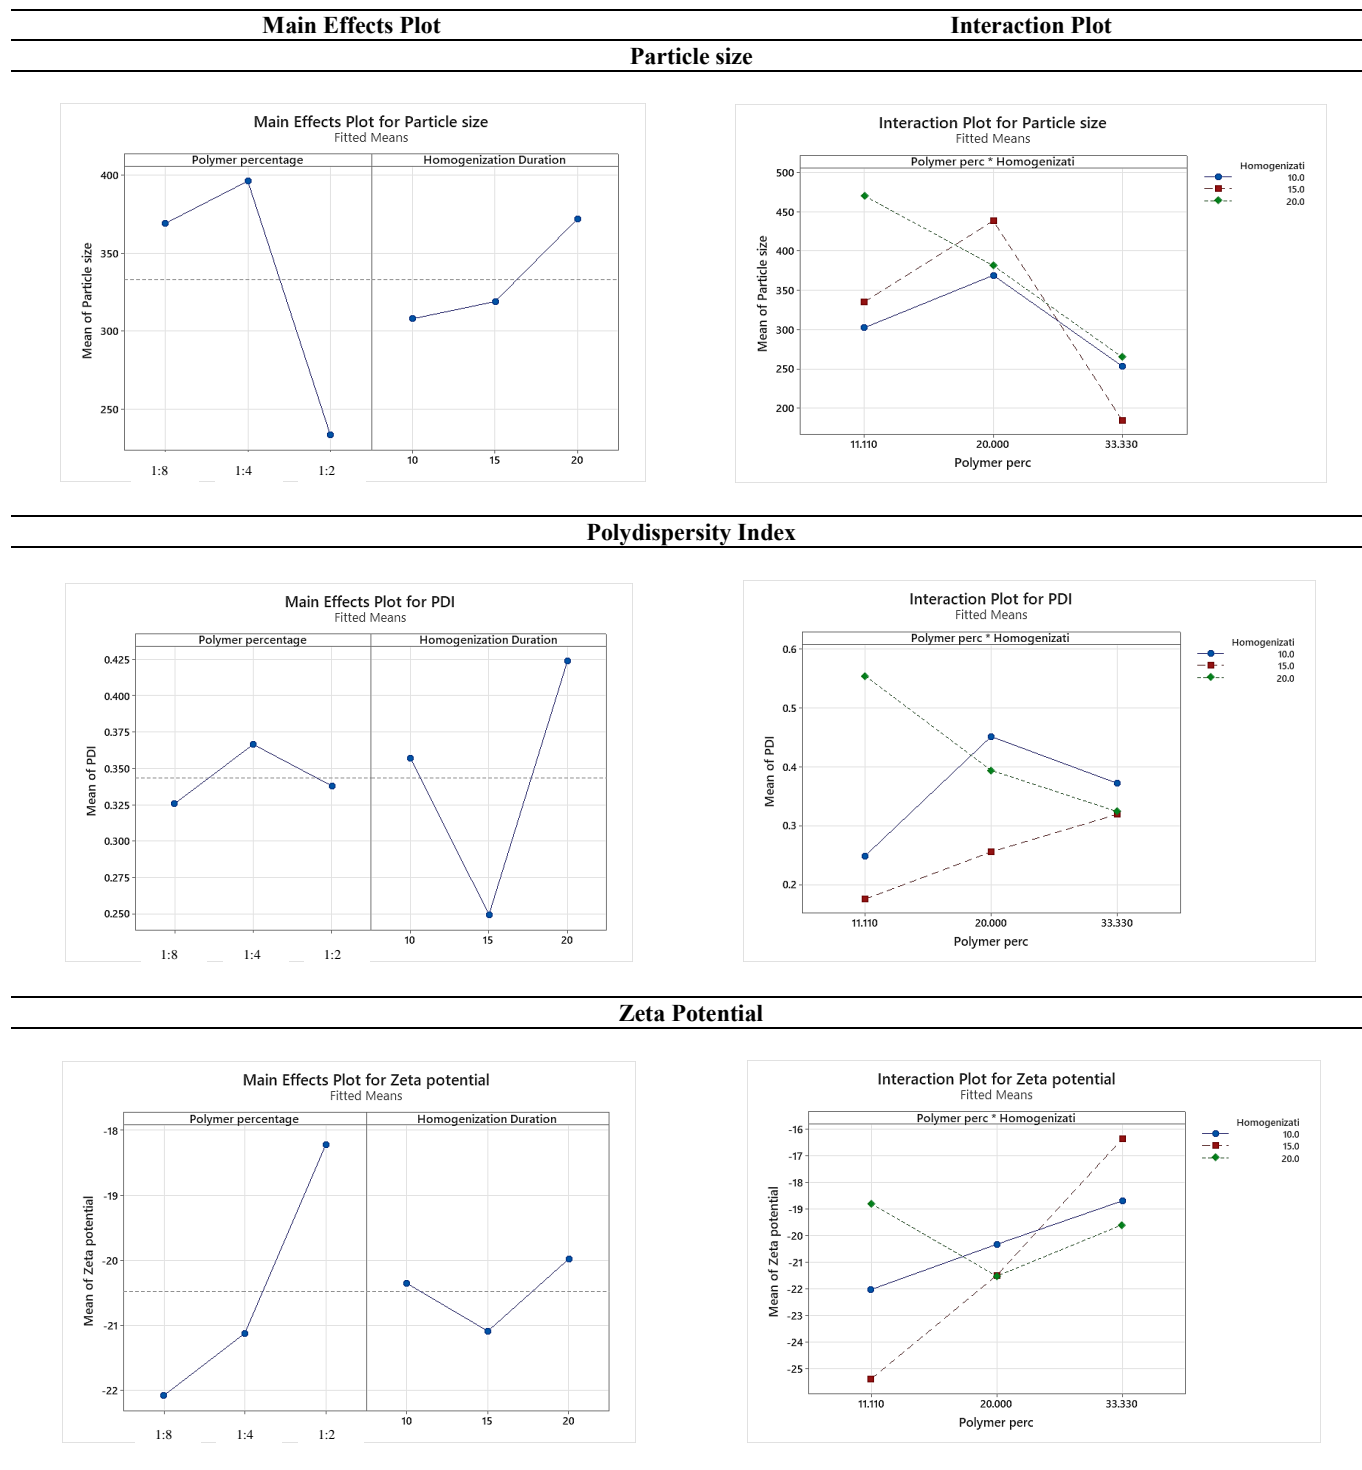 Main Effects Plot Interaction Plot
Particle size
Main Effects Plot for Particle size
Fitted Means
Polymer percentage Homogenization Duration
Mean of Particle size
400
350
300
250
1:8 1:4 1:2 10 15 20
Interaction Plot for Particle size
Fitted Means
Polymer perc * Homogenizati
Mean of Particle size
500
450
400
350
300
250
200
11.110 20.000 33.330
Polymer perc
Homogenizati
10.0
15.0
20.0
Polydispersity Index
Main Effects Plot for PDI
Fitted Means
Polymer percentage Homogenization Duration
Mean of PDI
0.425
0.400
0.375
0.350
0.325
0.300
0.275
0.250
1:8 1:4 1:2 10 15 20
Interaction Plot for PDI
Fitted Means
Polymer perc * Homogenizati
Mean of PDI
0.6
0.5
0.4
0.3
0.2
11.110 20.000 33.330
Polymer perc
Homogenizati
10.0
15.0
20.0
Zeta Potential
Main Effects Plot for Zeta potential
Fitted Means
Polymer percentage Homogenization Duration
Mean of Zeta potential
-18
-19
-20
-21
-22
1:8 1:4 1:2 10 15 20
Interaction Plot for Zeta potential
Fitted Means
Polymer perc * Homogenizati
Mean of Zeta potential
-16
-17
-18
-19
-20
-21
-22
-23
-24
-25
11.110 20.000 33.330
Polymer perc
Homogenizati
10.0
15.0
20.0